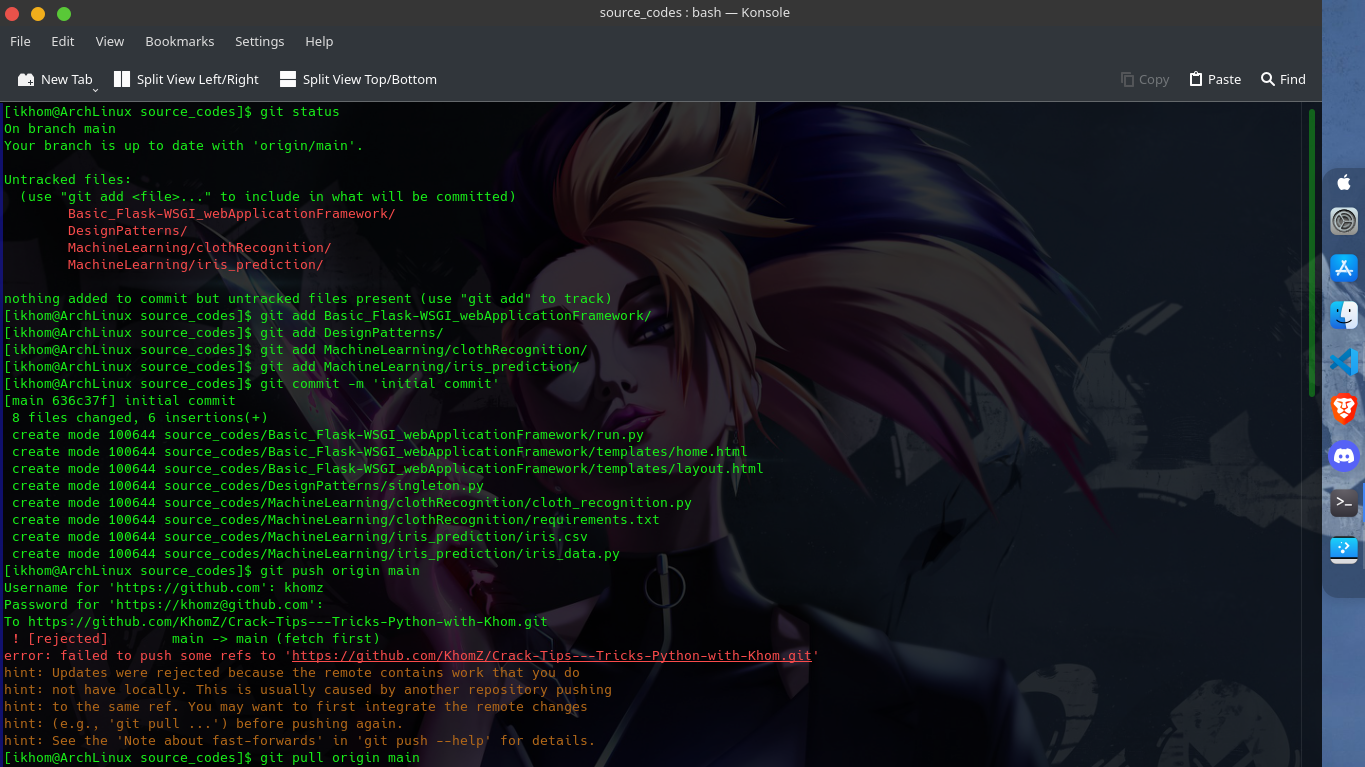 source_codes : bash — Konsole
File Edit View Bookmarks Settings Help
New Tab Split View Left/Right Split View Top/Bottom Copy Paste Find
[ikhom@ArchLinux source_codes]$ git status
On branch main
Your branch is up to date with 'origin/main'.
Untracked files:
  (use "git add <file>..." to include in what will be committed)
        Basic_Flask-WSGI_webApplicationFramework/
        DesignPatterns/
        MachineLearning/clothRecognition/
        MachineLearning/iris_prediction/
nothing added to commit but untracked files present (use "git add" to track)
[ikhom@ArchLinux source_codes]$ git add Basic_Flask-WSGI_webApplicationFramework/
[ikhom@ArchLinux source_codes]$ git add DesignPatterns/
[ikhom@ArchLinux source_codes]$ git add MachineLearning/clothRecognition/
[ikhom@ArchLinux source_codes]$ git add MachineLearning/iris_prediction/
[ikhom@ArchLinux source_codes]$ git commit -m 'initial commit'
[main 636c37f] initial commit
 8 files changed, 6 insertions(+)
 create mode 100644 source_codes/Basic_Flask-WSGI_webApplicationFramework/run.py
 create mode 100644 source_codes/Basic_Flask-WSGI_webApplicationFramework/templates/home.html
 create mode 100644 source_codes/Basic_Flask-WSGI_webApplicationFramework/templates/layout.html
 create mode 100644 source_codes/DesignPatterns/singleton.py
 create mode 100644 source_codes/MachineLearning/clothRecognition/cloth_recognition.py
 create mode 100644 source_codes/MachineLearning/clothRecognition/requirements.txt
 create mode 100644 source_codes/MachineLearning/iris_prediction/iris.csv
 create mode 100644 source_codes/MachineLearning/iris_prediction/iris_data.py
[ikhom@ArchLinux source_codes]$ git push origin main
Username for 'https://github.com': khomz
Password for 'https://khomz@github.com':
To https://github.com/KhomZ/Crack-Tips---Tricks-Python-with-Khom.git
 ! [rejected]        main -> main (fetch first)
error: failed to push some refs to 'https://github.com/KhomZ/Crack-Tips---Tricks-Python-with-Khom.git'
hint: Updates were rejected because the remote contains work that you do
hint: not have locally. This is usually caused by another repository pushing
hint: to the same ref. You may want to first integrate the remote changes
hint: (e.g., 'git pull ...') before pushing again.
hint: See the 'Note about fast-forwards' in 'git push --help' for details.
[ikhom@ArchLinux source_codes]$ git pull origin main